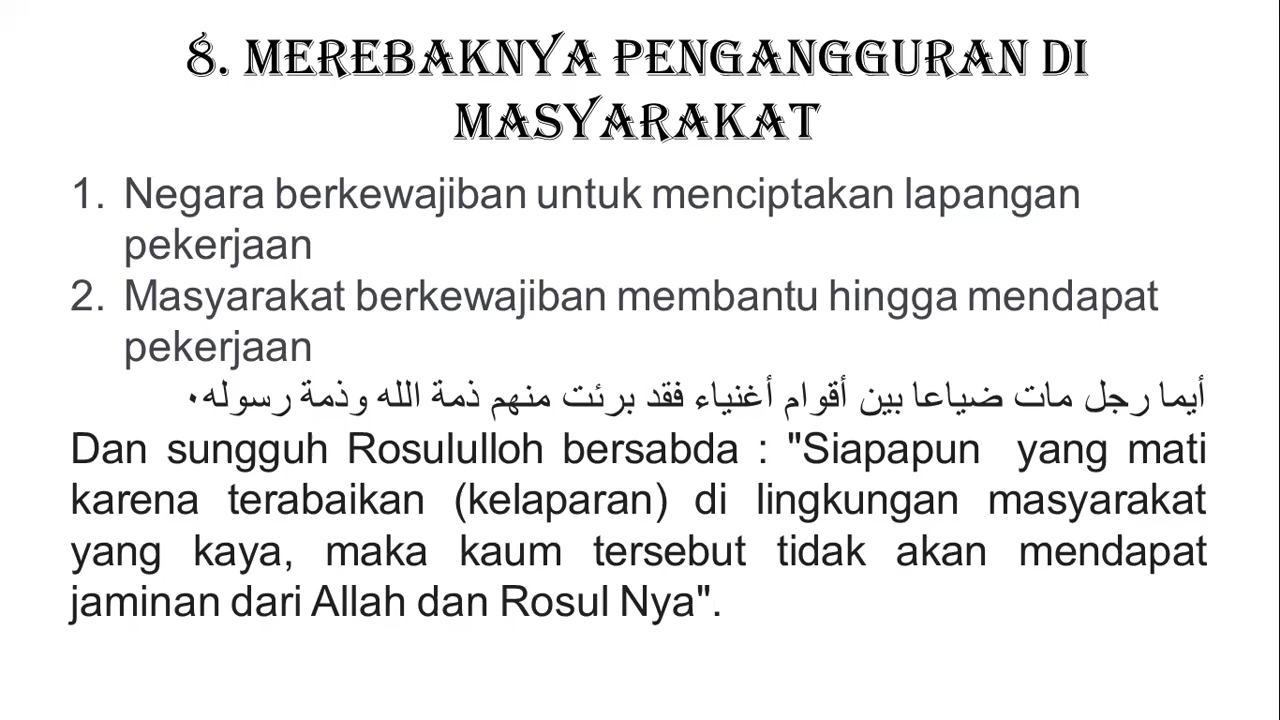 8. MEREBAKNYA PENGANGGURAN DI
MASYARAKAT
1. Negara berkewajiban untuk menciptakan lapangan
pekerjaan
2. Masyarakat berkewajiban membantu hingga mendapat
pekerjaan
أيما رجل مات ضياعا بين أقوام أغنياء فقد برئت منهم ذمة الله وذمة رسوله٠
Dan sungguh Rosululloh bersabda : "Siapapun yang mati
karena terabaikan (kelaparan) di lingkungan masyarakat
yang kaya, maka kaum tersebut tidak akan mendapat
jaminan dari Allah dan Rosul Nya".